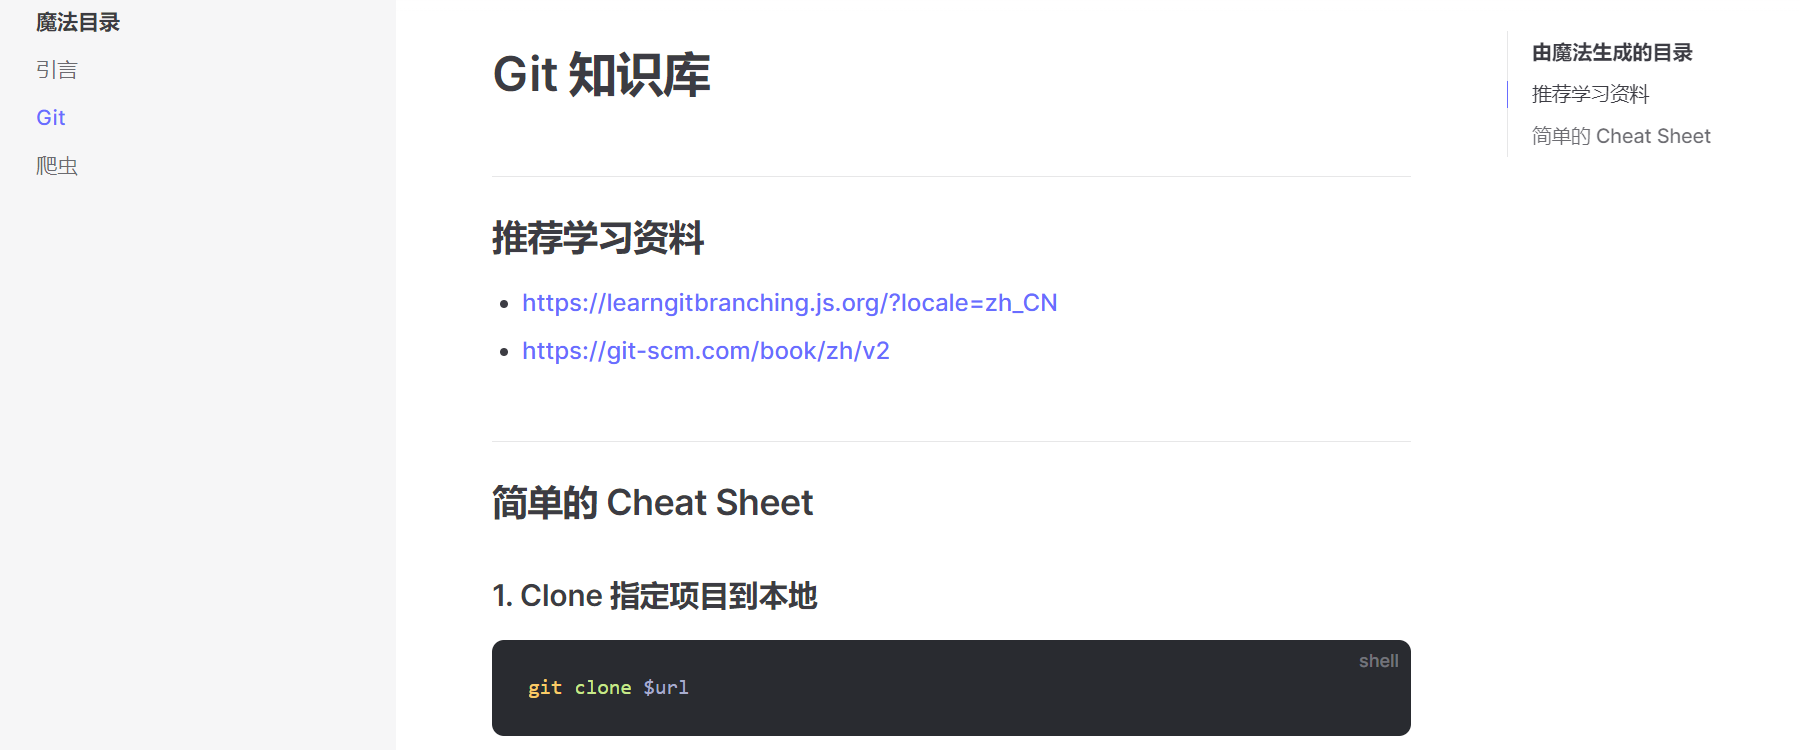 魔法目录
引言
Git
爬虫
Git 知识库
推荐学习资料
https://learngitbranching.js.org/?locale=zh_CN
https://git-scm.com/book/zh/v2
简单的 Cheat Sheet
1. Clone 指定项目到本地
shell
git clone $url
由魔法生成的目录
推荐学习资料
简单的 Cheat Sheet